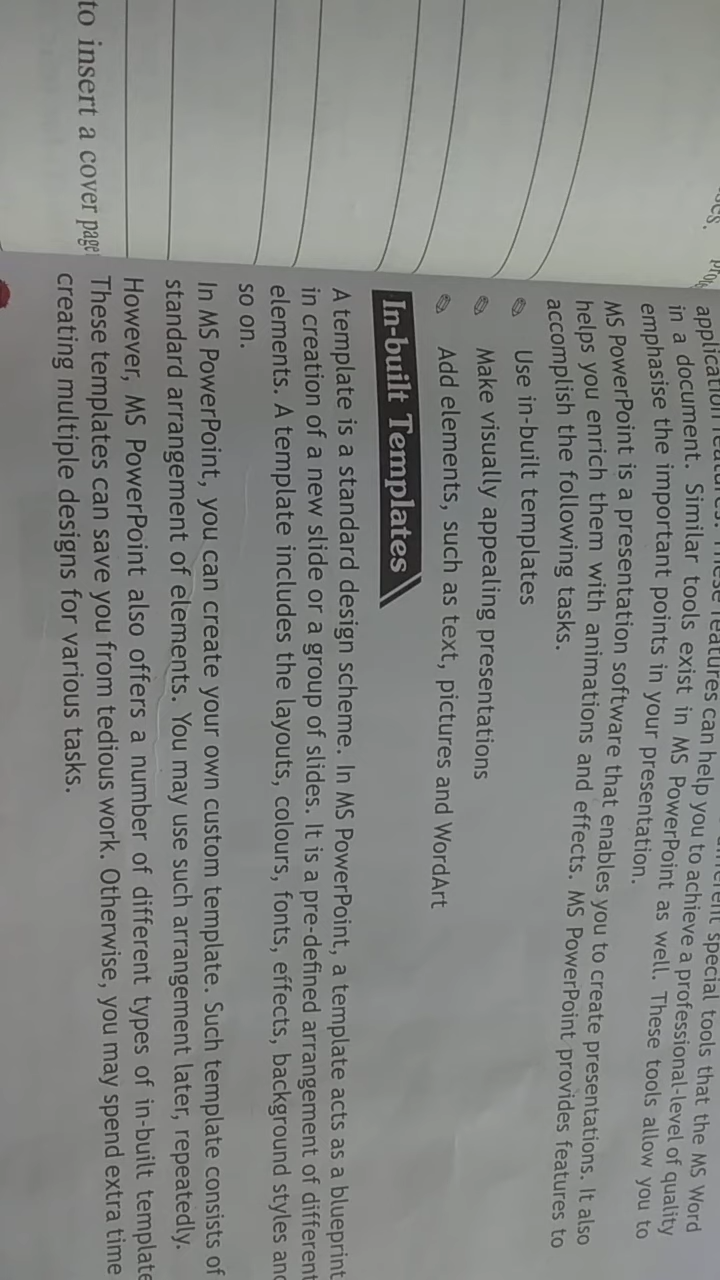 to insert a cover page
special tools that the MS Word
application features. These features can help you to achieve a professional-level of quality
in a document. Similar tools exist in MS PowerPoint as well. These tools allow you to
emphasise the important points in your presentation.
MS PowerPoint is a presentation software that enables you to create presentations. It also
helps you enrich them with animations and effects. MS PowerPoint provides features to
accomplish the following tasks.
Use in-built templates
Make visually appealing presentations
Add elements, such as text, pictures and WordArt
In-built Templates
A template is a standard design scheme. In MS PowerPoint, a template acts as a blueprint
in creation of a new slide or a group of slides. It is a pre-defined arrangement of different
elements. A template includes the layouts, colours, fonts, effects, background styles and
so on.
In MS PowerPoint, you can create your own custom template. Such template consists of
standard arrangement of elements. You may use such arrangement later, repeatedly.
However, MS PowerPoint also offers a number of different types of in-built template
These templates can save you from tedious work. Otherwise, you may spend extra time
creating multiple designs for various tasks.